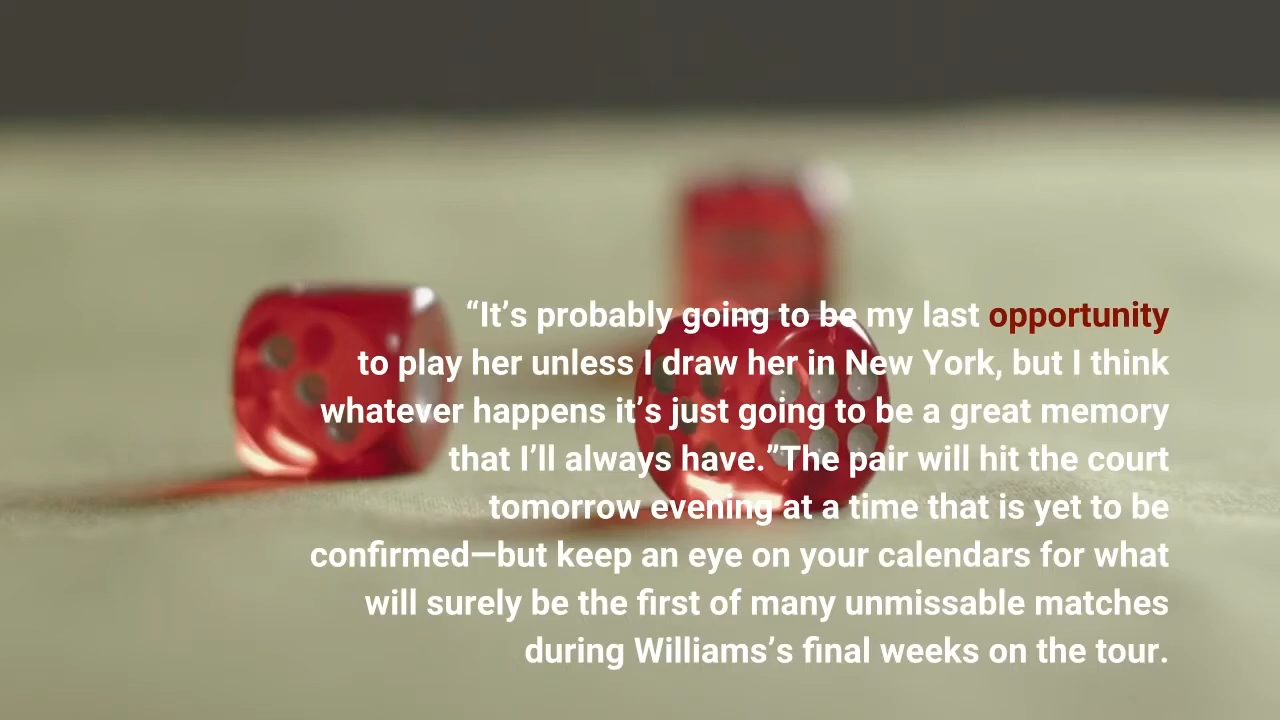 “It’s probably going to be my last opportunity
to play her unless I draw her in New York, but I think
whatever happens it’s just going to be a great memory
that I’ll always have.”The pair will hit the court
tomorrow evening at a time that is yet to be
confirmed—but keep an eye on your calendars for what
will surely be the first of many unmissable matches
during Williams’s final weeks on the tour.